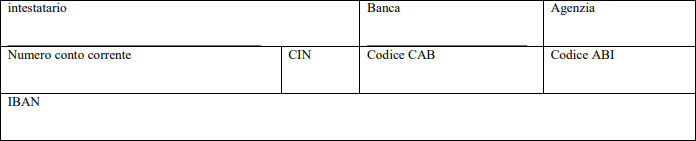 intestatario Banca Agenzia
Numero conto corrente CIN Codice CAB Codice ABI
IBAN